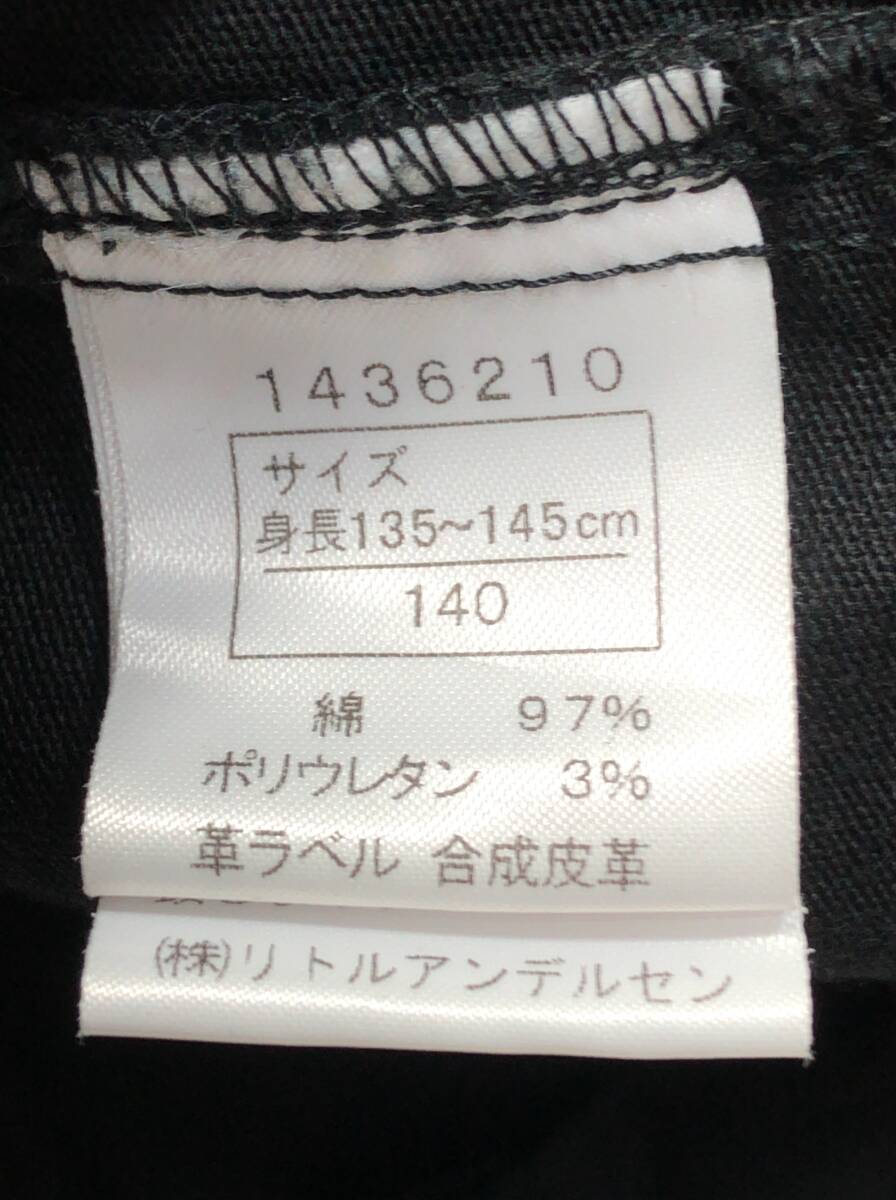 1436210
サイズ
身長135~145cm
140
綿 97%
ポリウレタン 3%
革ラベル 合成皮革
(株)リトルアンデルセン